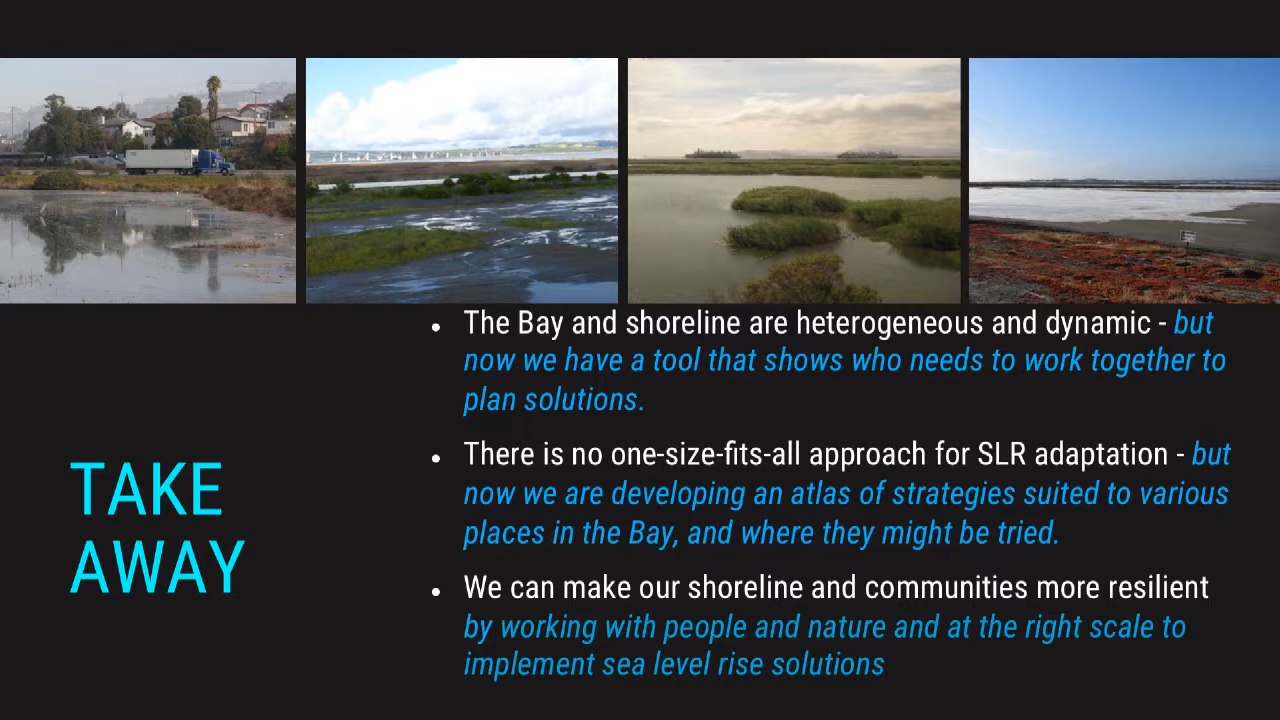 The Bay and shoreline are heterogeneous and dynamic - but
now we have a tool that shows who needs to work together to
plan solutions.
There is no one-size-fits-all approach for SLR adaptation - but
now we are developing an atlas of strategies suited to various
places in the Bay, and where they might be tried.
We can make our shoreline and communities more resilient
by working with people and nature and at the right scale to
implement sea level rise solutions
TAKE
AWAY